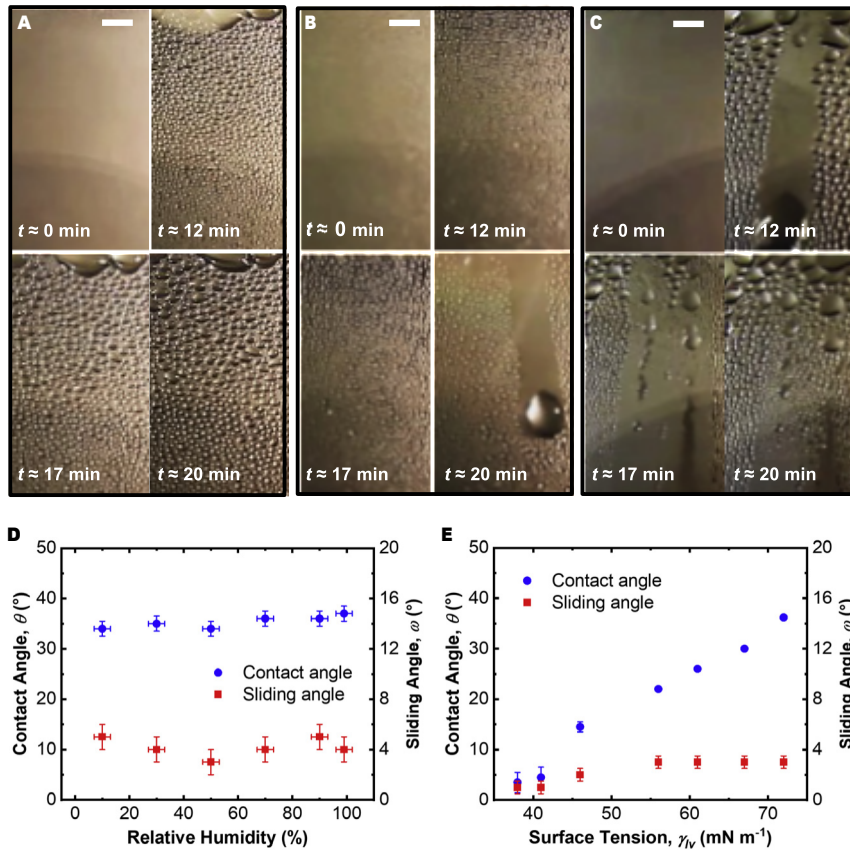 A
t ≈ 0 min
t ≈ 12 min
t ≈ 17 min
t ≈ 20 min
B
t ≈ 0 min
t ≈ 12 min
t ≈ 17 min
t ≈ 20 min
C
t ≈ 0 min
t ≈ 12 min
t ≈ 17 min
t ≈ 20 min
D
50
40
30
20
10
0
Contact Angle, θ (°)
20
16
12
8
4
0
Sliding Angle, ω (°)
Contact angle
Sliding angle
0 20 40 60 80 100
Relative Humidity (%)
E
50
40
30
20
10
0
Contact Angle, θ (°)
20
16
12
8
4
0
Sliding Angle, ω (°)
Contact angle
Sliding angle
40 50 60 70
Surface Tension, γlv (mN m⁻¹)